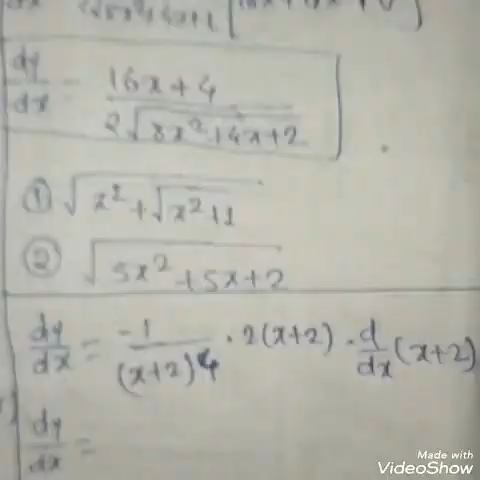 dy/dx = 16x+4 / 2√(8x²+4x+2)
① √(x²+√(x²+1))
② √(5x²+5x+2)
dy/dx = -1/(x+2)4 · 2(x+2) · d/dx (x+2)
dy/dx =
Made with
VideoShow